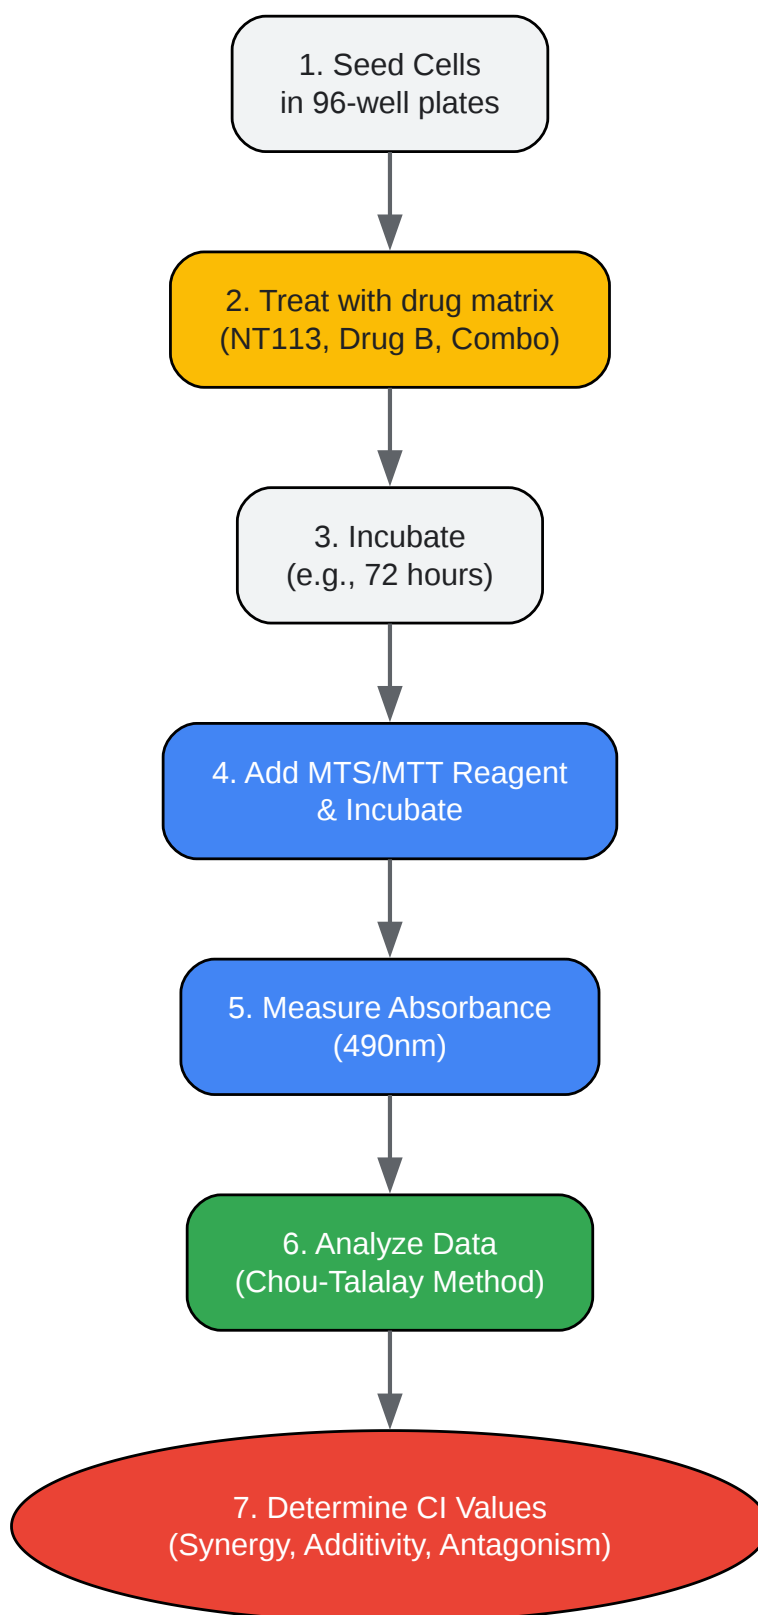 1. Seed Cells
in 96-well plates
2. Treat with drug matrix
(NT113, Drug B, Combo)
3. Incubate
(e.g., 72 hours)
4. Add MTS/MTT Reagent
& Incubate
5. Measure Absorbance
(490nm)
6. Analyze Data
(Chou-Talalay Method)
7. Determine CI Values
(Synergy, Additivity, Antagonism)